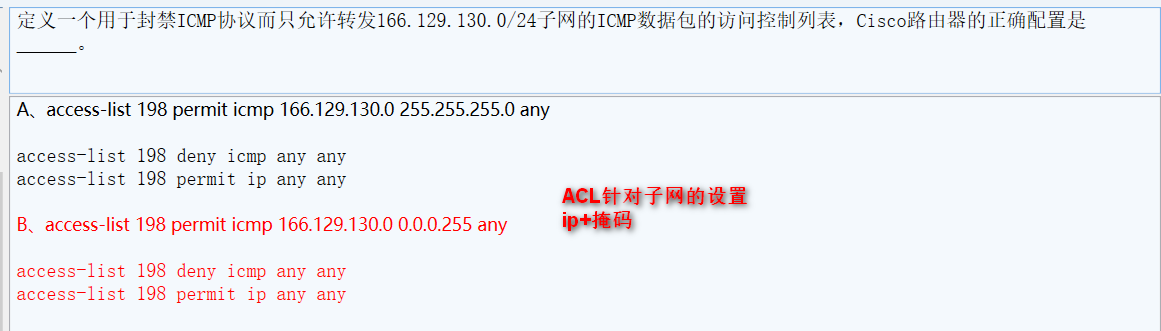 定义一个用于封禁ICMP协议而只允许转发166.129.130.0/24子网的ICMP数据包的访问控制列表，Cisco路由器的正确配置是
______。
A、access-list 198 permit icmp 166.129.130.0 255.255.255.0 any
access-list 198 deny icmp any any
access-list 198 permit ip any any
ACL针对子网的设置
ip+掩码
B、access-list 198 permit icmp 166.129.130.0 0.0.0.255 any
access-list 198 deny icmp any any
access-list 198 permit ip any any